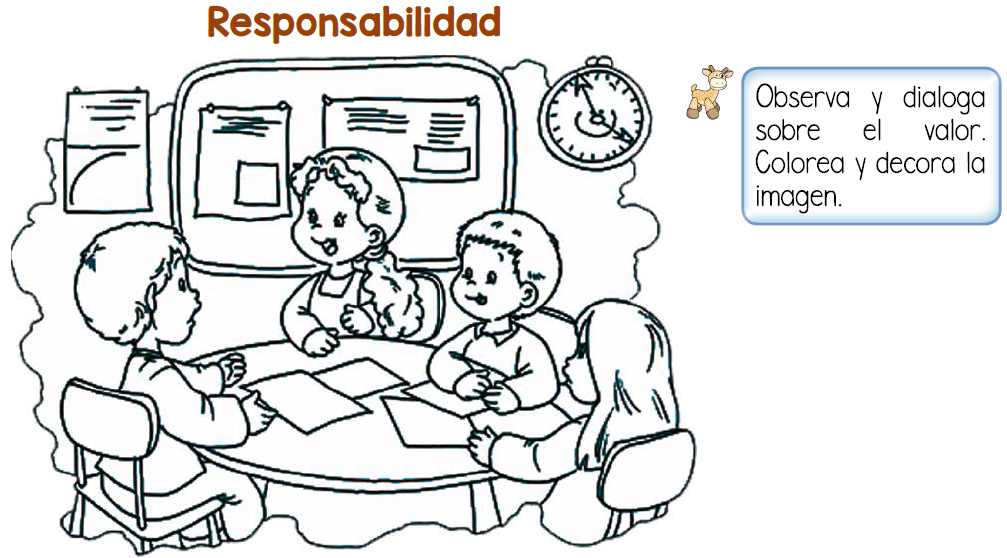 Responsabilidad
Observa y dialoga
sobre el valor.
Colorea y decora la
imagen.